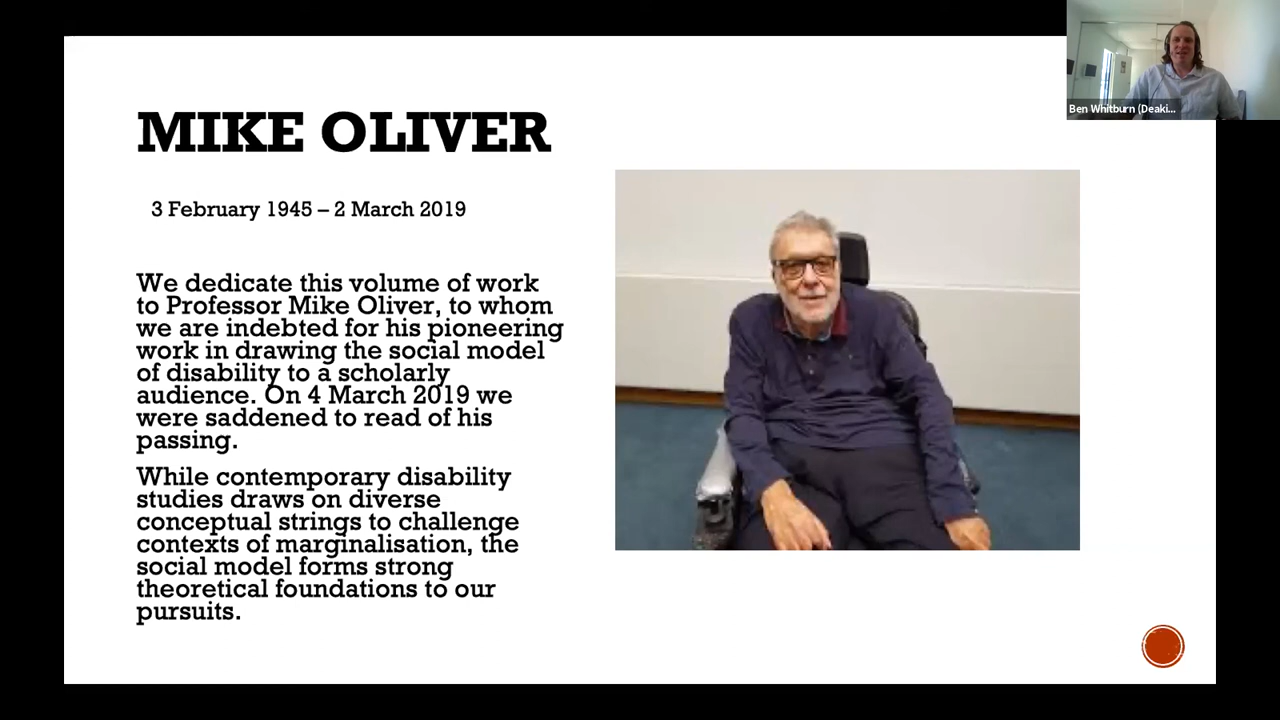 MIKE OLIVER
3 February 1945 – 2 March 2019
We dedicate this volume of work
to Professor Mike Oliver, to whom
we are indebted for his pioneering
work in drawing the social model
of disability to a scholarly
audience. On 4 March 2019 we
were saddened to read of his
passing.
While contemporary disability
studies draws on diverse
conceptual strings to challenge
contexts of marginalisation, the
social model forms strong
theoretical foundations to our
pursuits.
Ben Whitburn (Deaki...